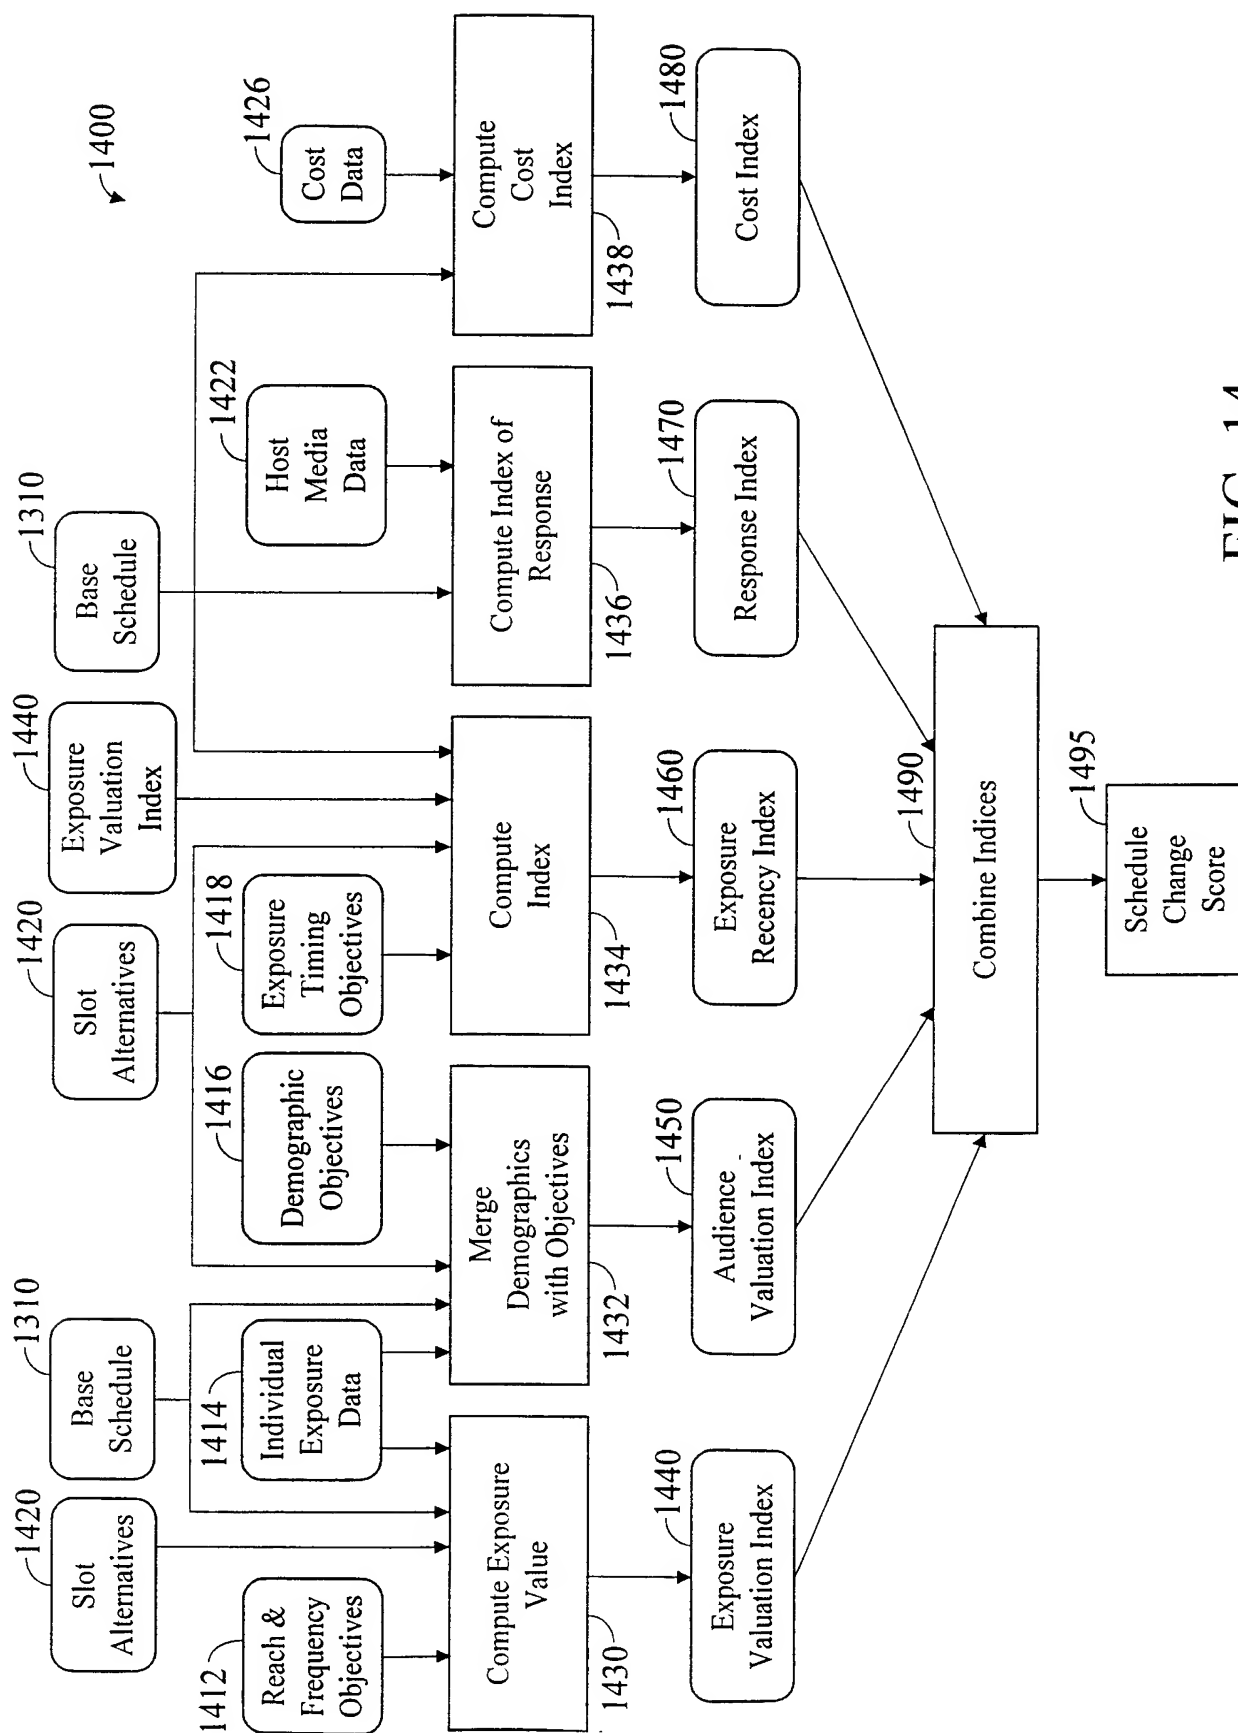 1420
Slot
Alternatives
1310
Base
Schedule
1420
Slot
Alternatives
1440
Exposure
Valuation
Index
1310
Base
Schedule
1400
1412
Reach &
Frequency
Objectives
1414
Individual
Exposure
Data
1416
Demographic
Objectives
1418
Exposure
Timing
Objectives
1422
Host
Media
Data
1426
Cost
Data
Compute Exposure
Value
1430
Merge
Demographics
with Objectives
1432
Compute
Index
1434
Compute Index of
Response
1436
Compute
Cost
Index
1438
1440
Exposure
Valuation Index
1450
Audience
Valuation Index
1460
Exposure
Recency Index
1470
Response Index
1480
Cost Index
1490
Combine Indices
1495
Schedule
Change
Score
FIG. 14